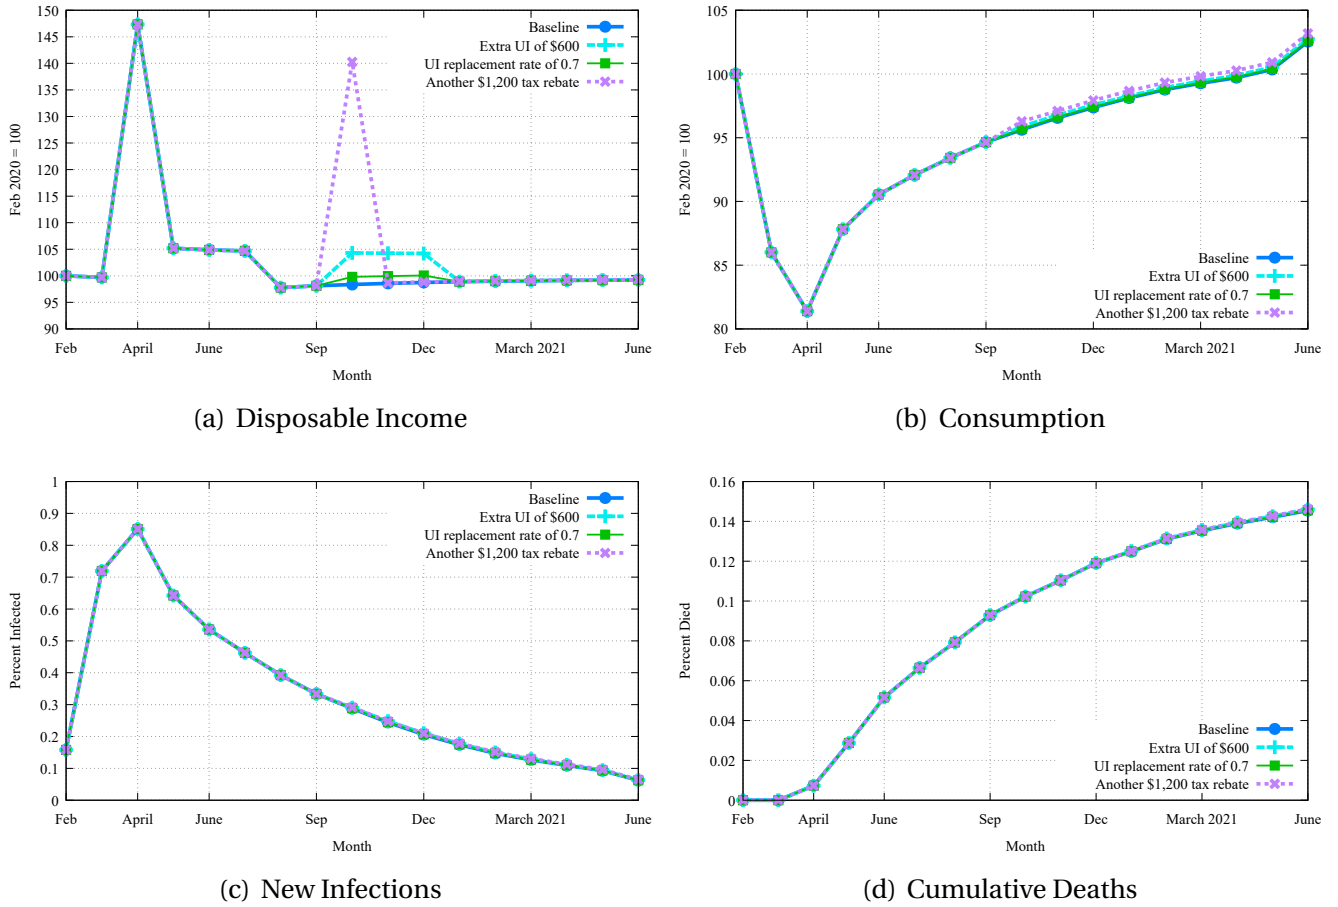 150
145
140
135
130
125
120
115
110
105
100
95
90
Feb 2020 = 100
Baseline
Extra UI of $600
UI replacement rate of 0.7
Another $1,200 tax rebate
Feb April June Sep Dec March 2021 June
Month
(a) Disposable Income
105
100
95
90
85
80
Feb 2020 = 100
Baseline
Extra UI of $600
UI replacement rate of 0.7
Another $1,200 tax rebate
Feb April June Sep Dec March 2021 June
Month
(b) Consumption
1
0.9
0.8
0.7
0.6
0.5
0.4
0.3
0.2
0.1
0
Percent Infected
Baseline
Extra UI of $600
UI replacement rate of 0.7
Another $1,200 tax rebate
Feb April June Sep Dec March 2021 June
Month
(c) New Infections
0.16
0.14
0.12
0.1
0.08
0.06
0.04
0.02
0
Percent Died
Baseline
Extra UI of $600
UI replacement rate of 0.7
Another $1,200 tax rebate
Feb April June Sep Dec March 2021 June
Month
(d) Cumulative Deaths